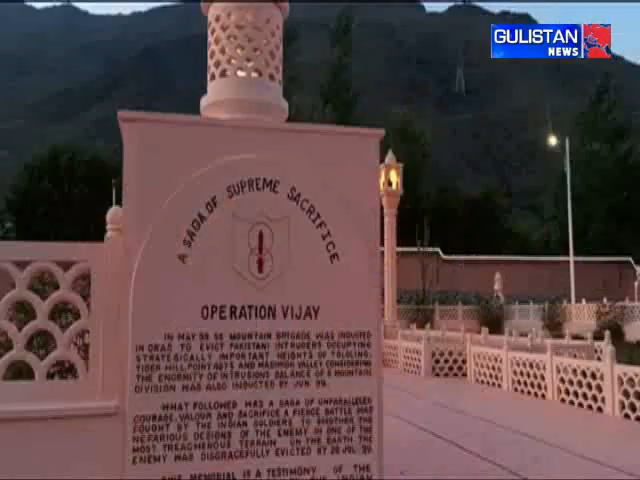 GULISTAN
NEWS
A SAGA OF SUPREME SACRIFICE
8
OPERATION VIJAY
IN MAY 99 56 MOUNTAIN BRIGADE WAS INDUCTED
IN DRAS TO EVICT PAKISTANI INTRUDERS OCCUPYING
STRATEGICALLY IMPORTANT HEIGHTS OF TOLOLING,
TIGER-HILL, POINT 4875 AND MASHKOH VALLEY CONSIDERING
THE ENORMITY OF INTRUSIONS BALANCE OF 8 MOUNTAIN
DIVISION WAS ALSO INDUCTED BY JUN 99.
WHAT FOLLOWED WAS A SAGA OF UNPARALLELED
COURAGE, VALOUR AND SACRIFICE A FIERCE BATTLE WAS
FOUGHT BY THE INDIAN SOLDIERS TO
NEFARIOUS DESIGNS OF THE ENEMY IN ONE OF THE
MOST TREACHEROUS TERRAIN ON THE EARTH THE
ENEMY WAS DISGRACEFULLY EVICTED BY 26 JUL 99.
THIS MEMORIAL IS A TESTIMONY OF THE
INDIAN